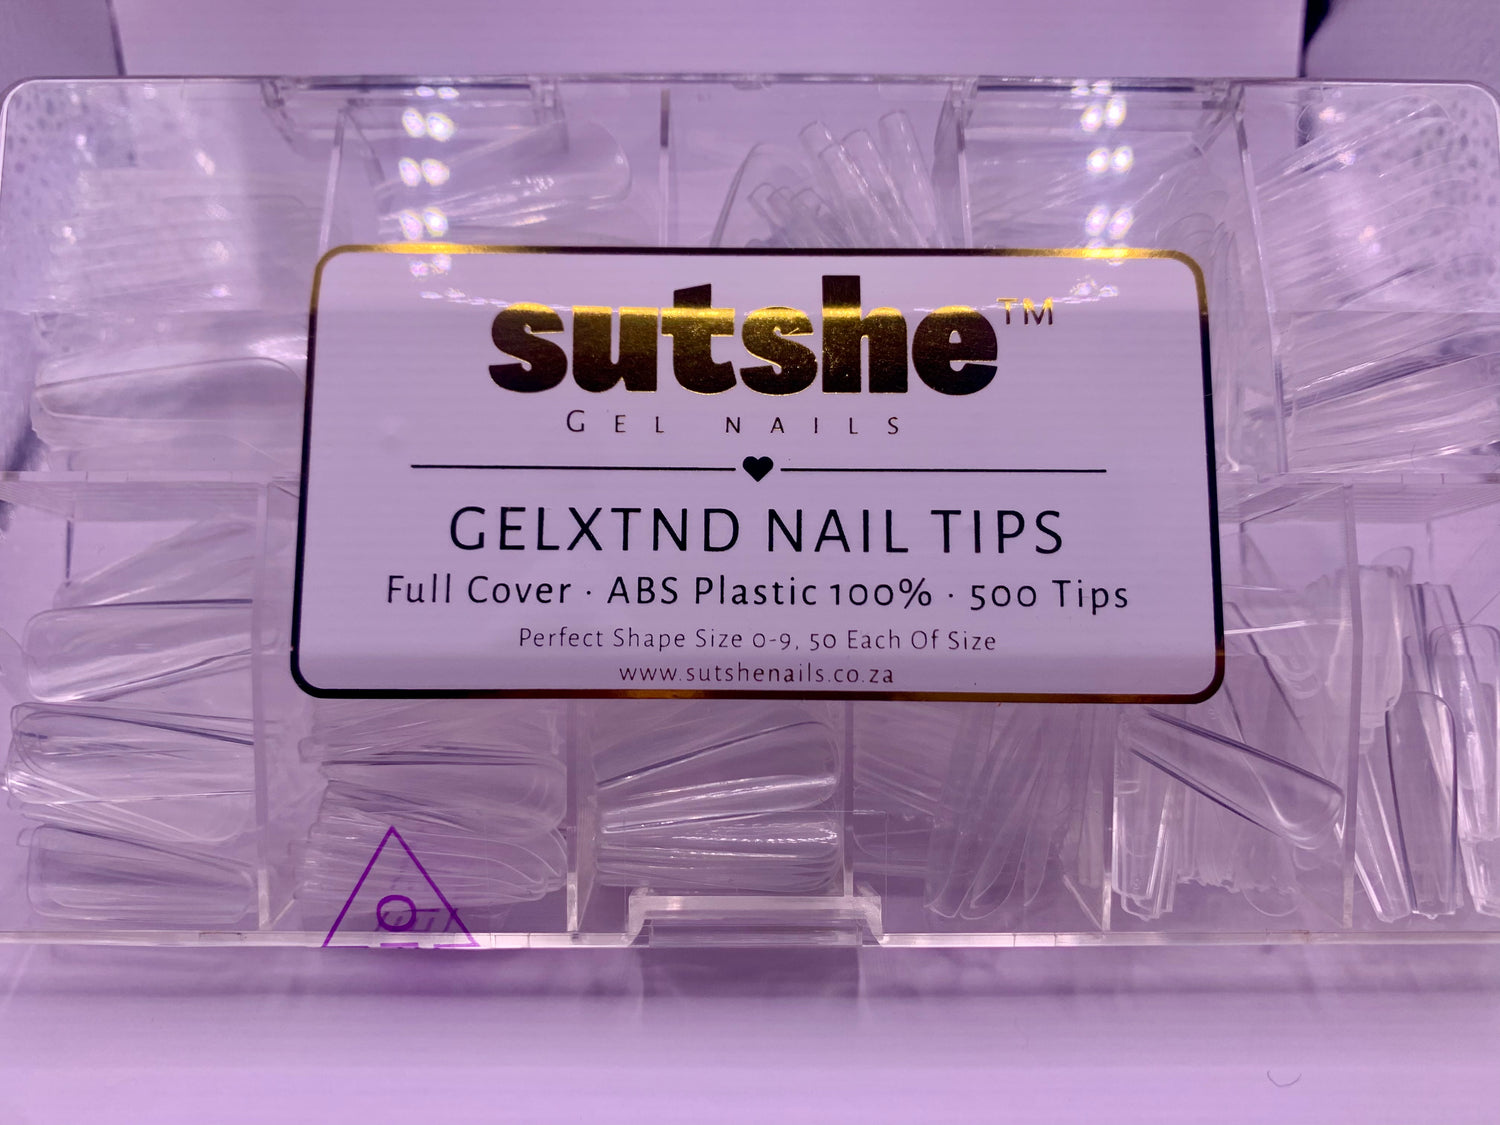 sutshe™
GEL NAILS
GELXTND NAIL TIPS
Full Cover · ABS Plastic 100% · 500 Tips
Perfect Shape Size 0-9, 50 Each Of Size
www.sutshenails.co.za